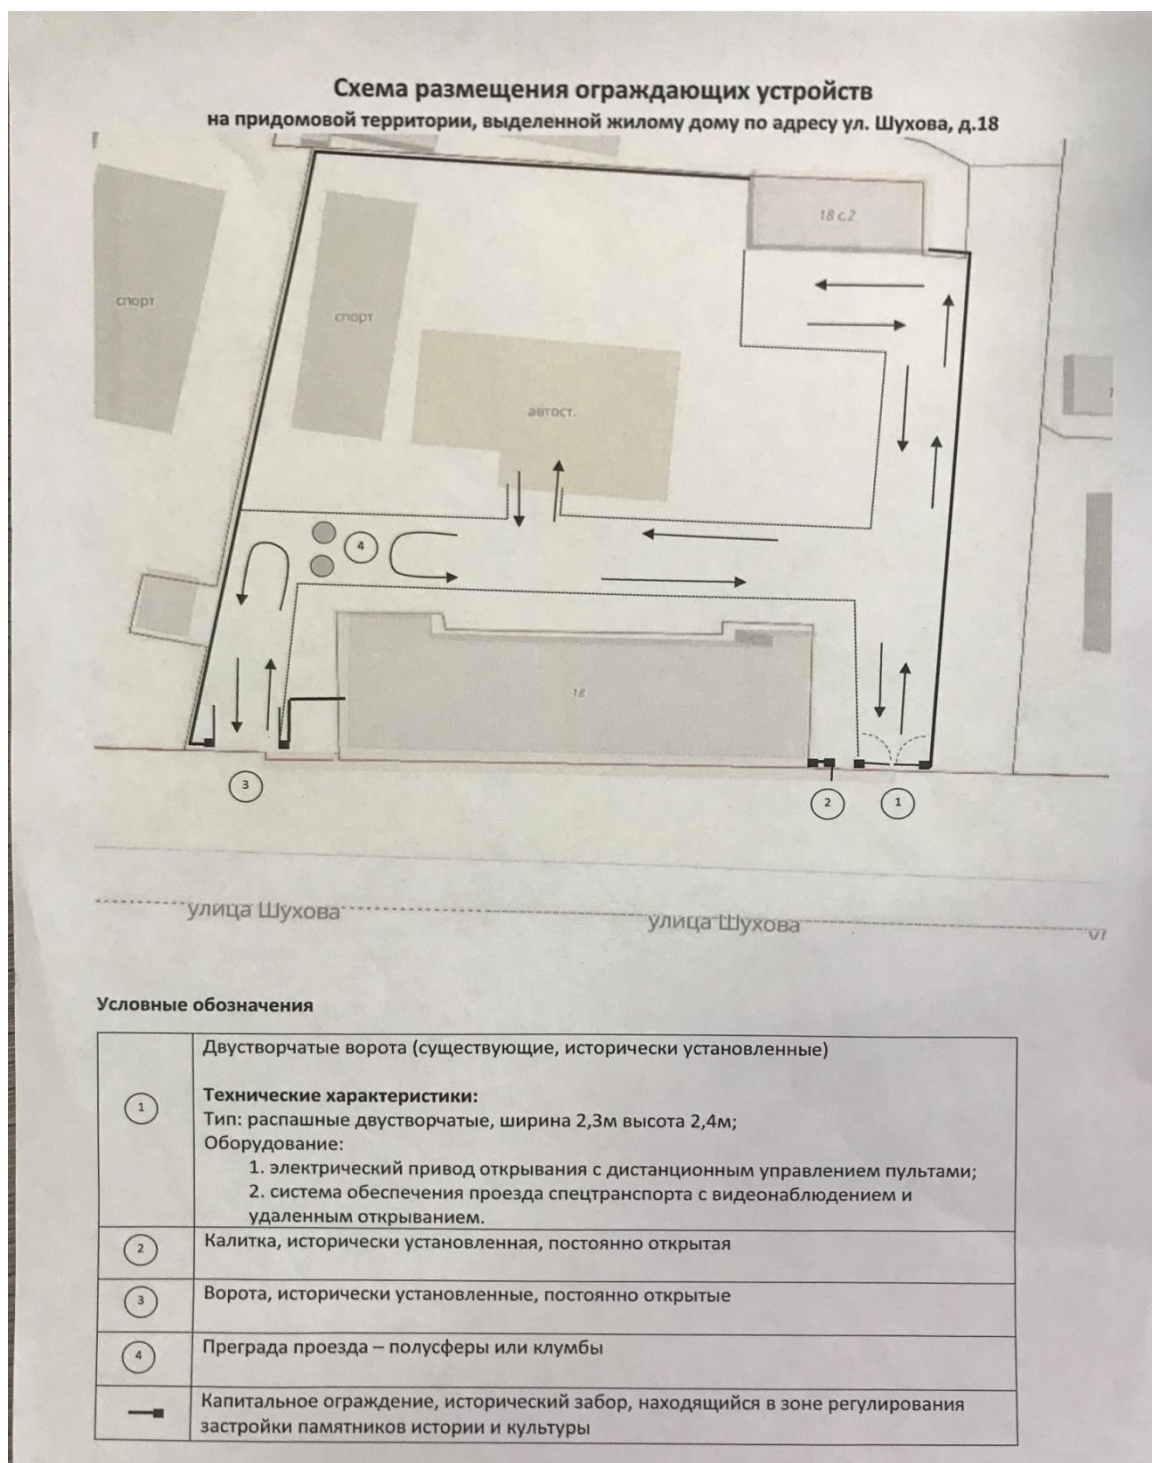 Схема размещения ограждающих устройств
на придомовой территории, выделенной жилому дому по адресу ул. Шухова, д.18
18 с.2
спорт
спорт
автост.
4
18
3
2
1
улица Шухова
улица Шухова
Условные обозначения
1
Двустворчатые ворота (существующие, исторически установленные)
Технические характеристики:
Тип: распашные двустворчатые, ширина 2,3м высота 2,4м;
Оборудование:
1. электрический привод открывания с дистанционным управлением пультами;
2. система обеспечения проезда спецтранспорта с видеонаблюдением и
удаленным открыванием.
2
Калитка, исторически установленная, постоянно открытая
3
Ворота, исторически установленные, постоянно открытые
4
Преграда проезда – полусферы или клумбы
Капитальное ограждение, исторический забор, находящийся в зоне регулирования
застройки памятников истории и культуры